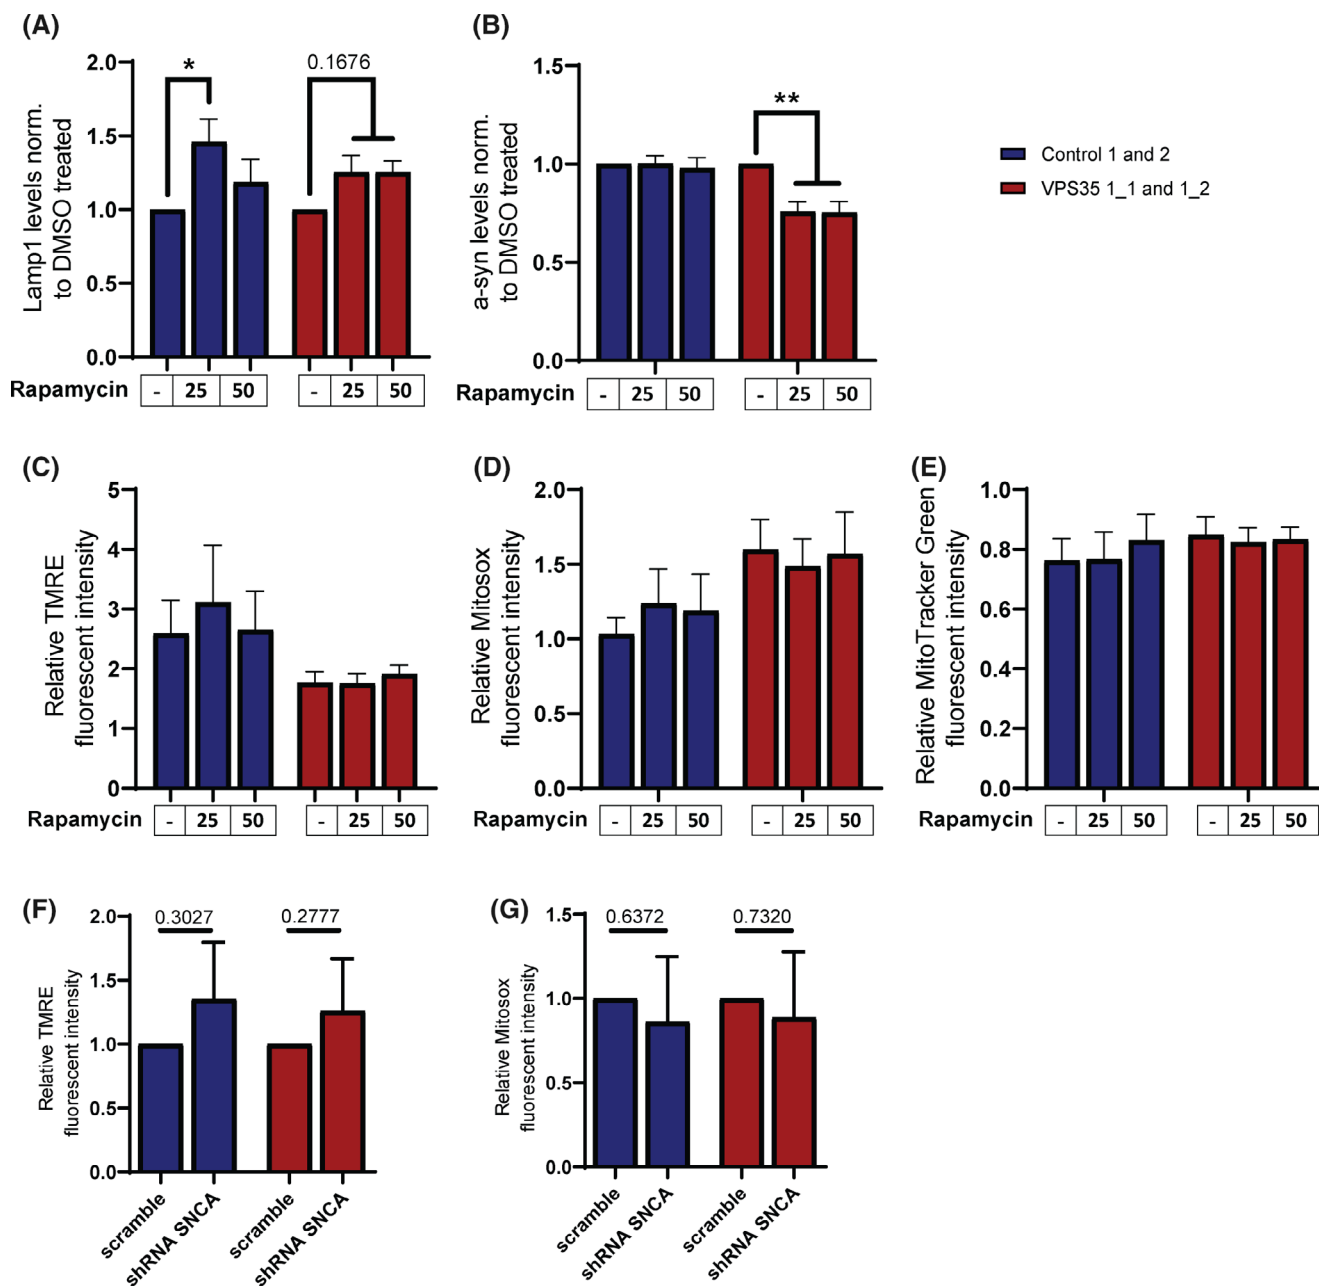 (A)
2.0
1.5
1.0
0.5
0.0
Lamp1 levels norm.
to DMSO treated
*
0.1676
Rapamycin - 25 50 - 25 50
(B)
1.5
1.0
0.5
0.0
a-syn levels norm.
to DMSO treated
**
Rapamycin - 25 50 - 25 50
Control 1 and 2
VPS35 1_1 and 1_2
(C)
5
4
3
2
1
0
Relative TMRE
fluorescent intensity
Rapamycin - 25 50 - 25 50
(D)
2.0
1.5
1.0
0.5
0.0
Relative Mitosox
fluorescent intensity
Rapamycin - 25 50 - 25 50
(E)
1.0
0.8
0.6
0.4
0.2
0.0
Relative MitoTracker Green
fluorescent intensity
Rapamycin - 25 50 - 25 50
(F)
2.0
1.5
1.0
0.5
0.0
Relative TMRE
fluorescent intensity
0.3027
0.2777
scramble
shRNA SNCA
scramble
shRNA SNCA
(G)
1.5
1.0
0.5
0.0
Relative Mitosox
fluorescent intensity
0.6372
0.7320
scramble
shRNA SNCA
scramble
shRNA SNCA